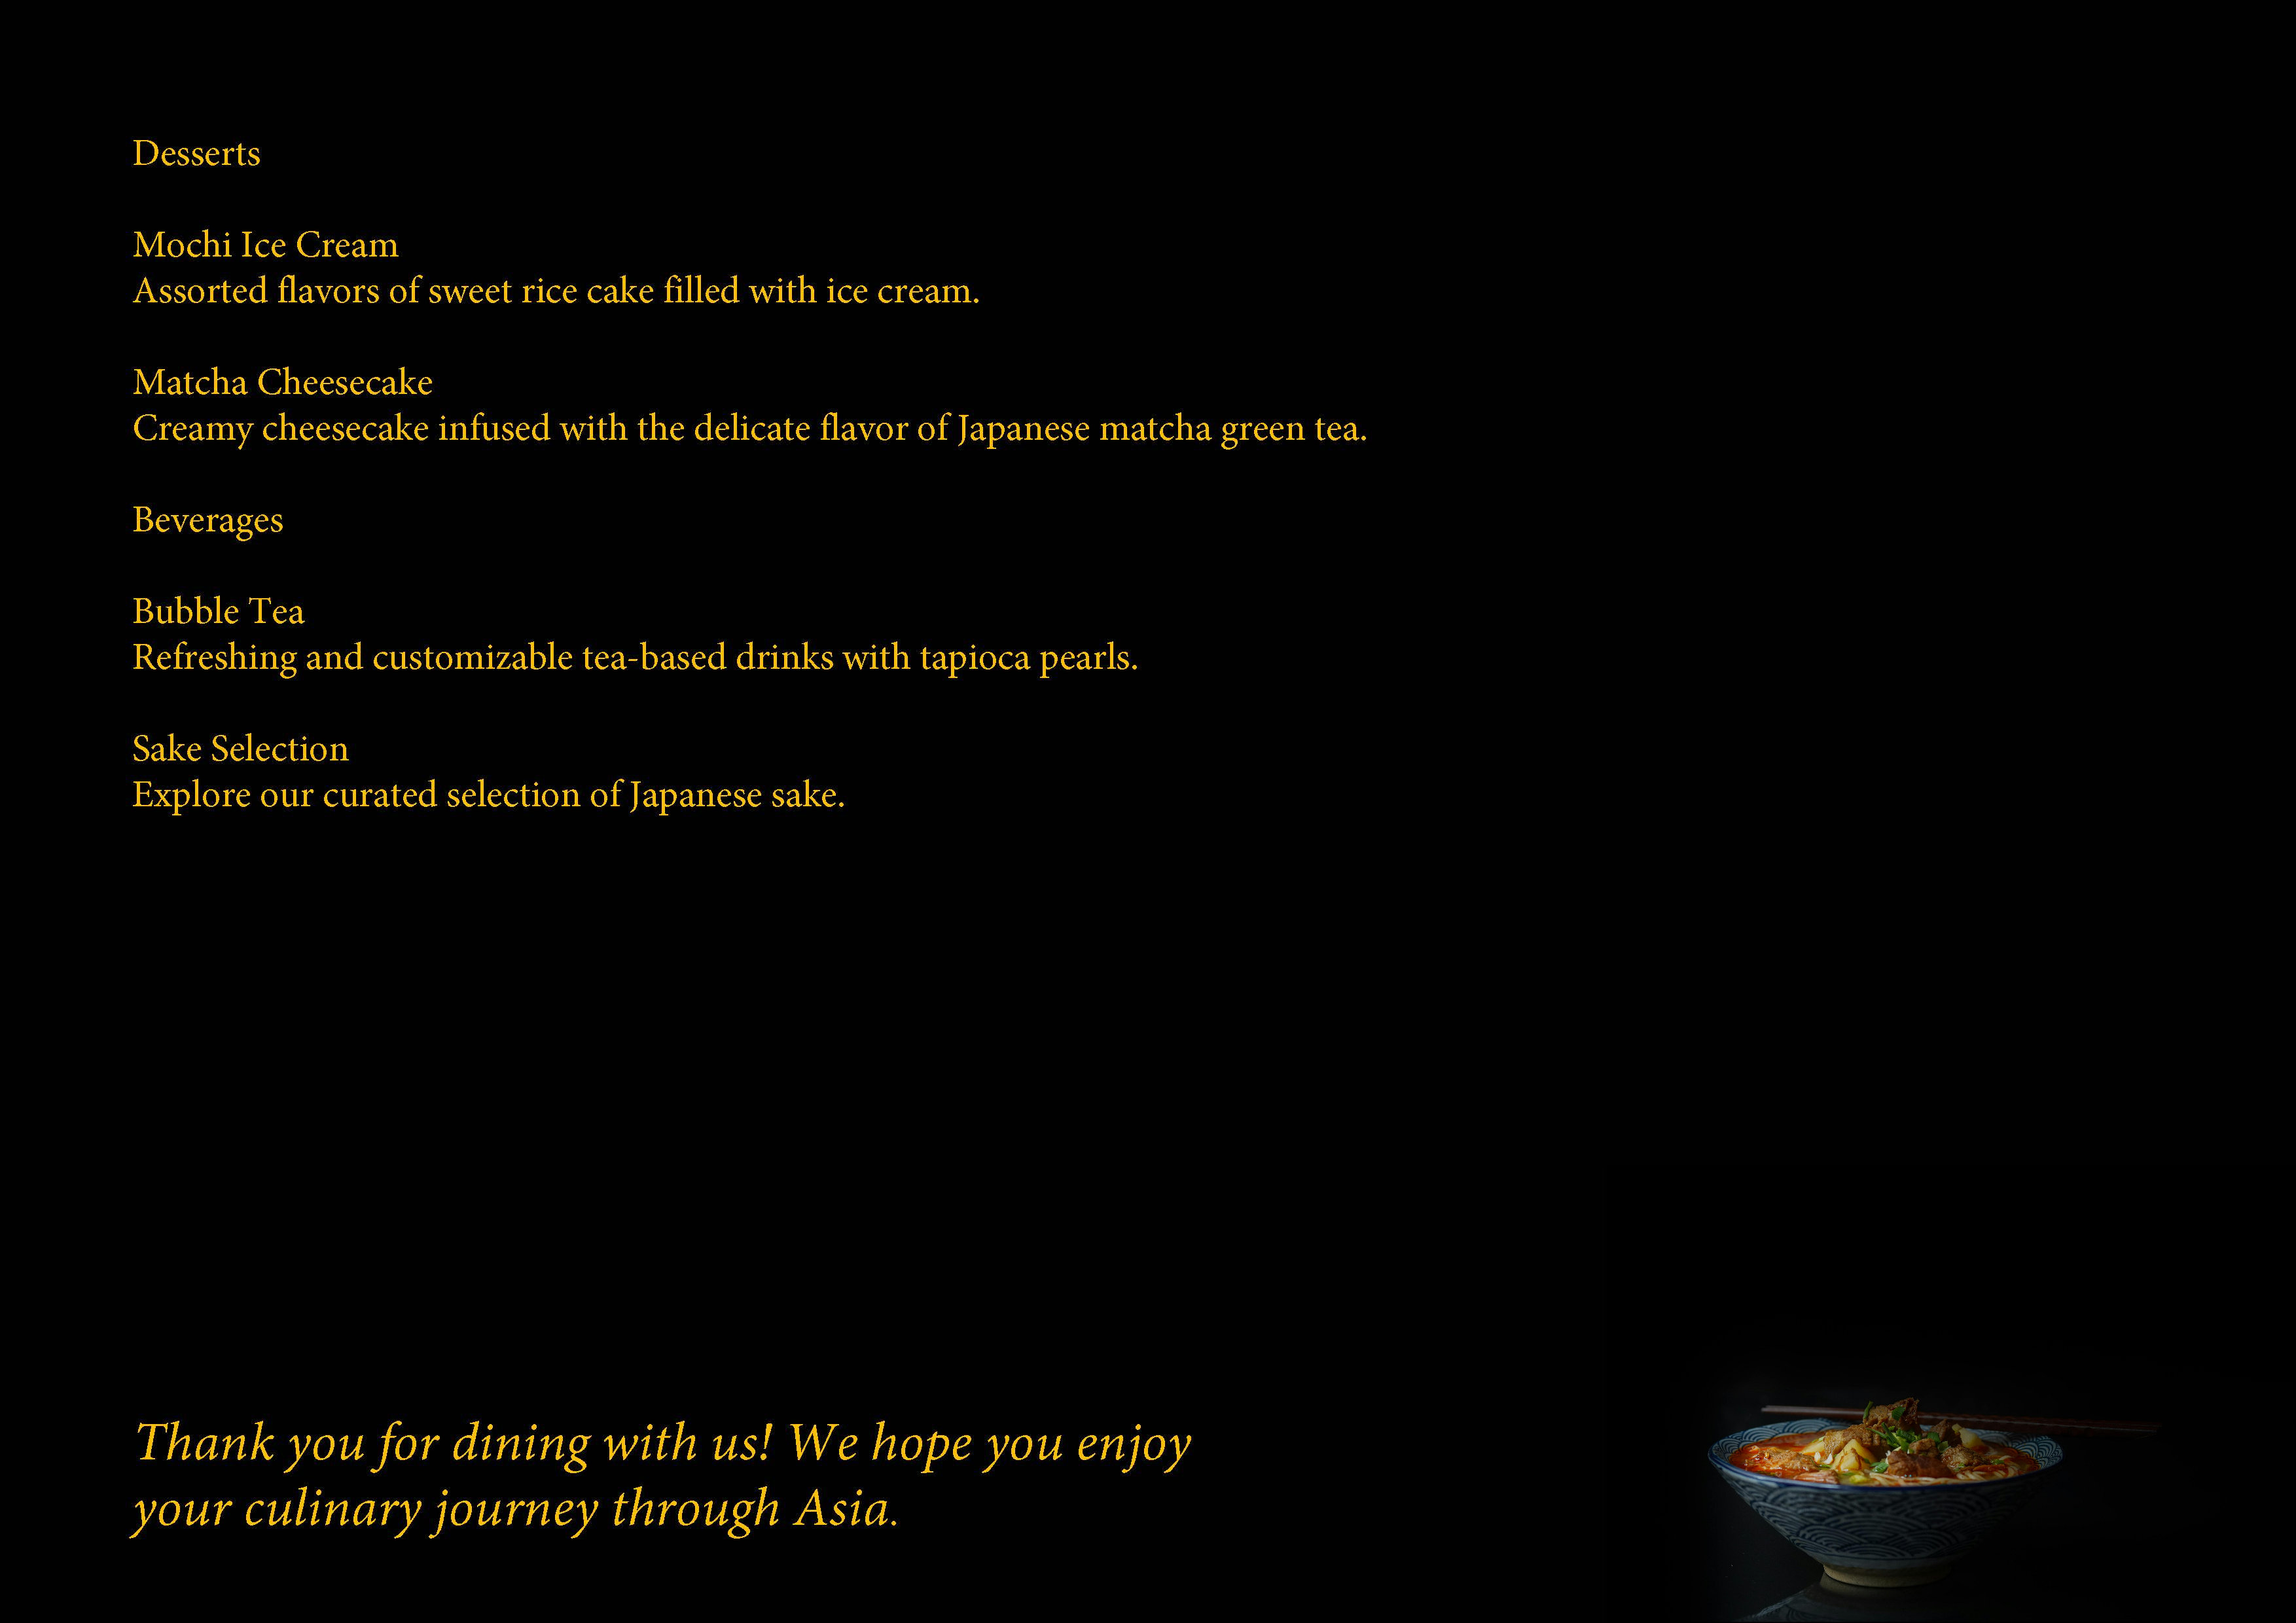 Desserts
Mochi Ice Cream
Assorted flavors of sweet rice cake filled with ice cream.
Matcha Cheesecake
Creamy cheesecake infused with the delicate flavor of Japanese matcha green tea.
Beverages
Bubble Tea
Refreshing and customizable tea-based drinks with tapioca pearls.
Sake Selection
Explore our curated selection of Japanese sake.
Thank you for dining with us! We hope you enjoy
your culinary journey through Asia.